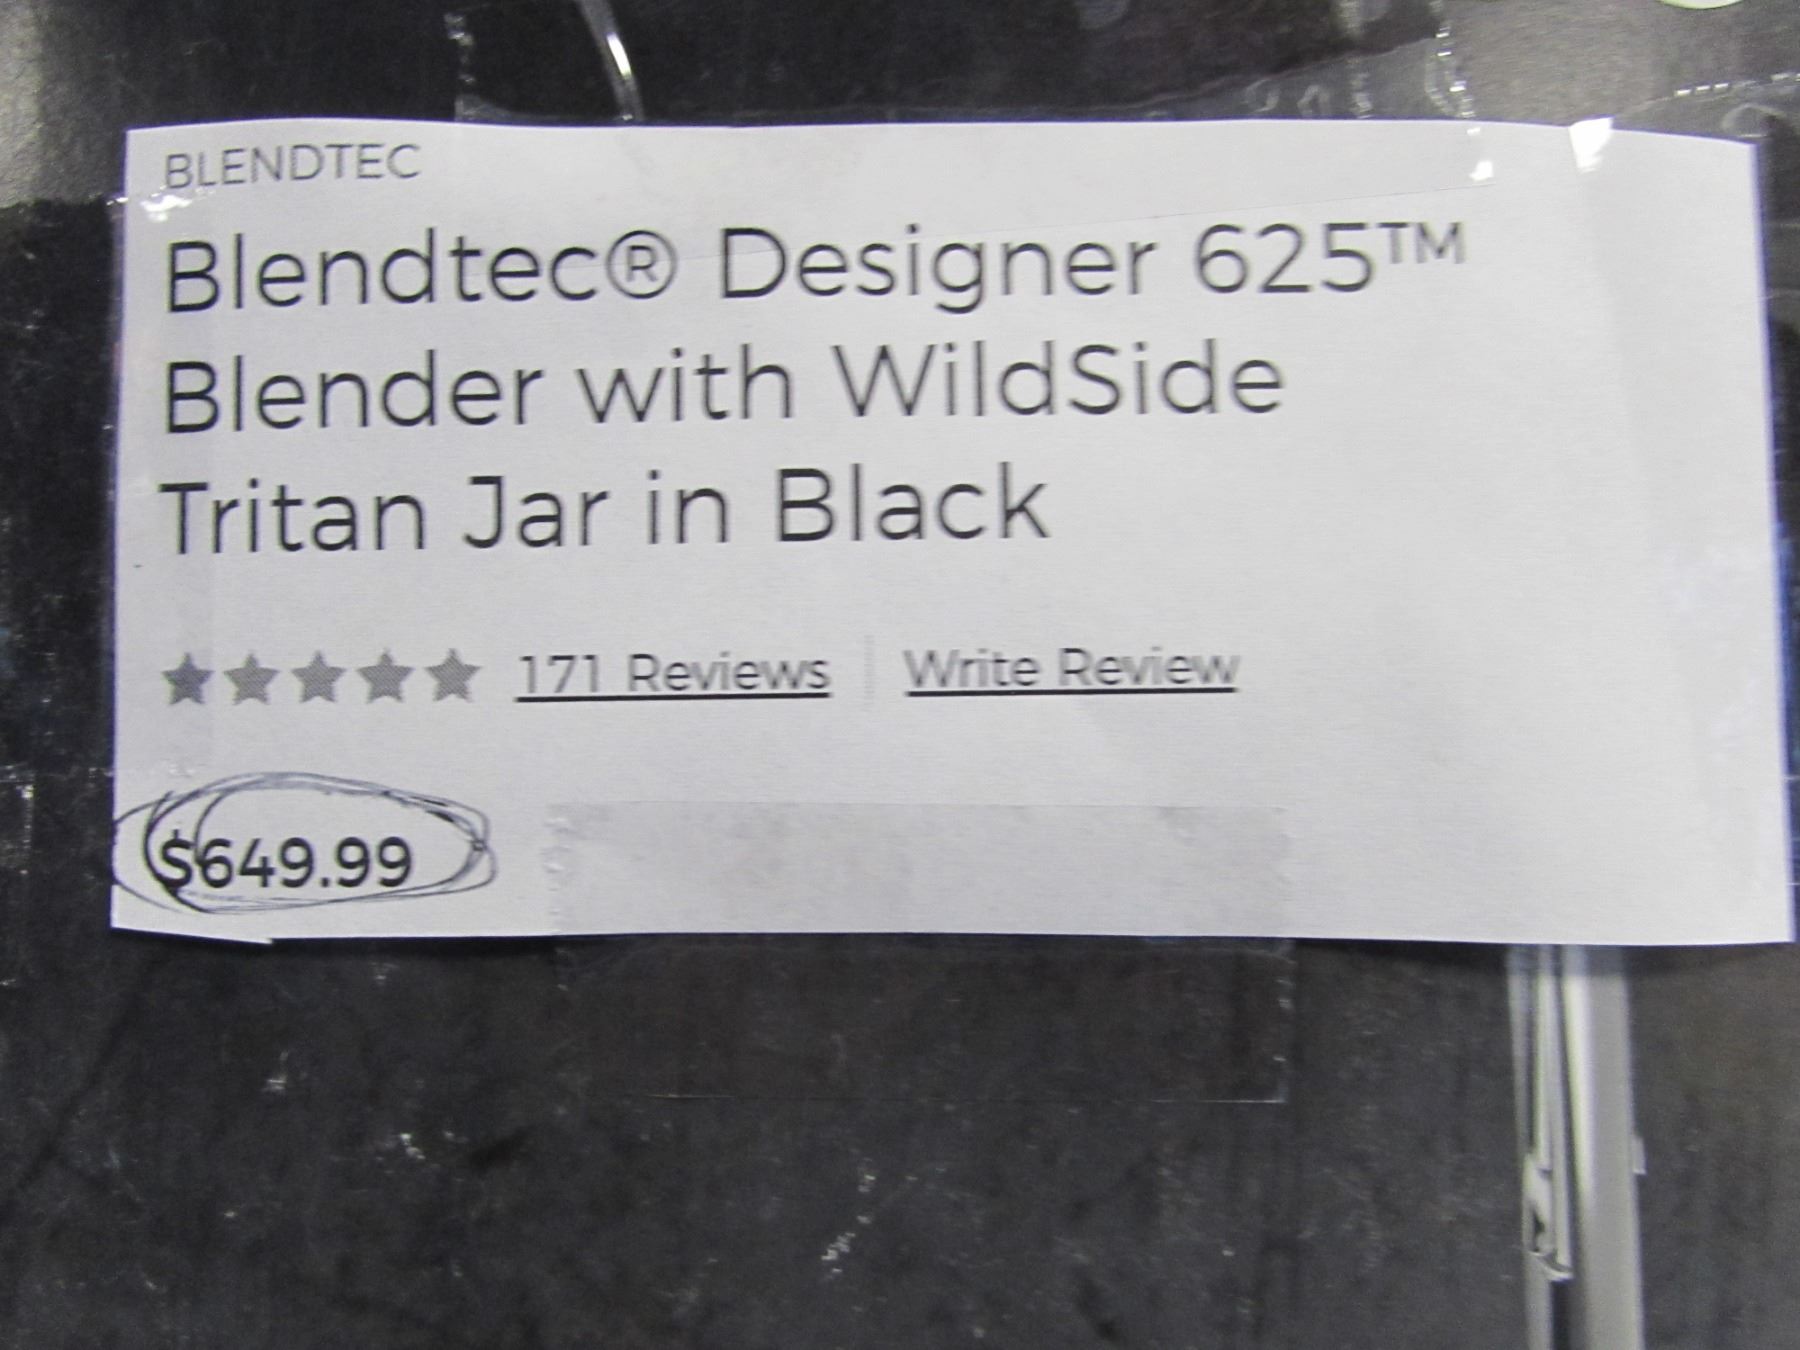 BLENDTEC
Blendtec® Designer 625™
Blender with WildSide
Tritan Jar in Black
171 Reviews Write Review
$649.99